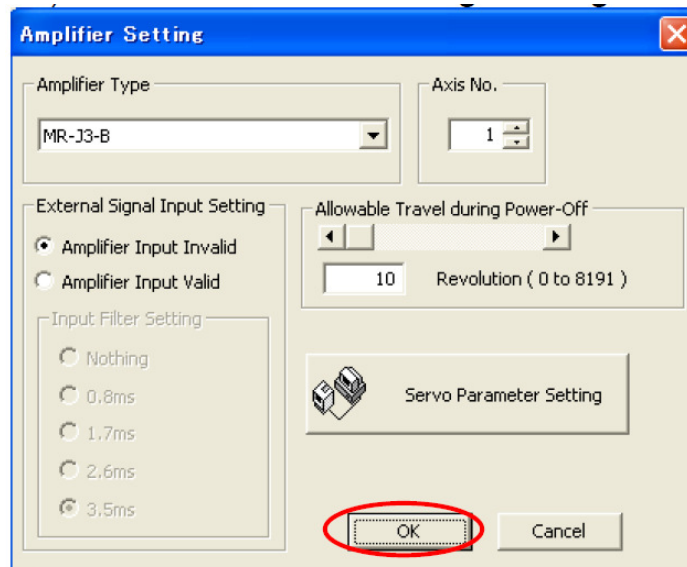 Amplifier Setting
Amplifier Type
MR-J3-B
Axis No.
1
External Signal Input Setting
Amplifier Input Invalid
Amplifier Input Valid
Input Filter Setting
Nothing
0.8ms
1.7ms
2.6ms
3.5ms
Allowable Travel during Power-Off
10 Revolution ( 0 to 8191 )
Servo Parameter Setting
OK
Cancel